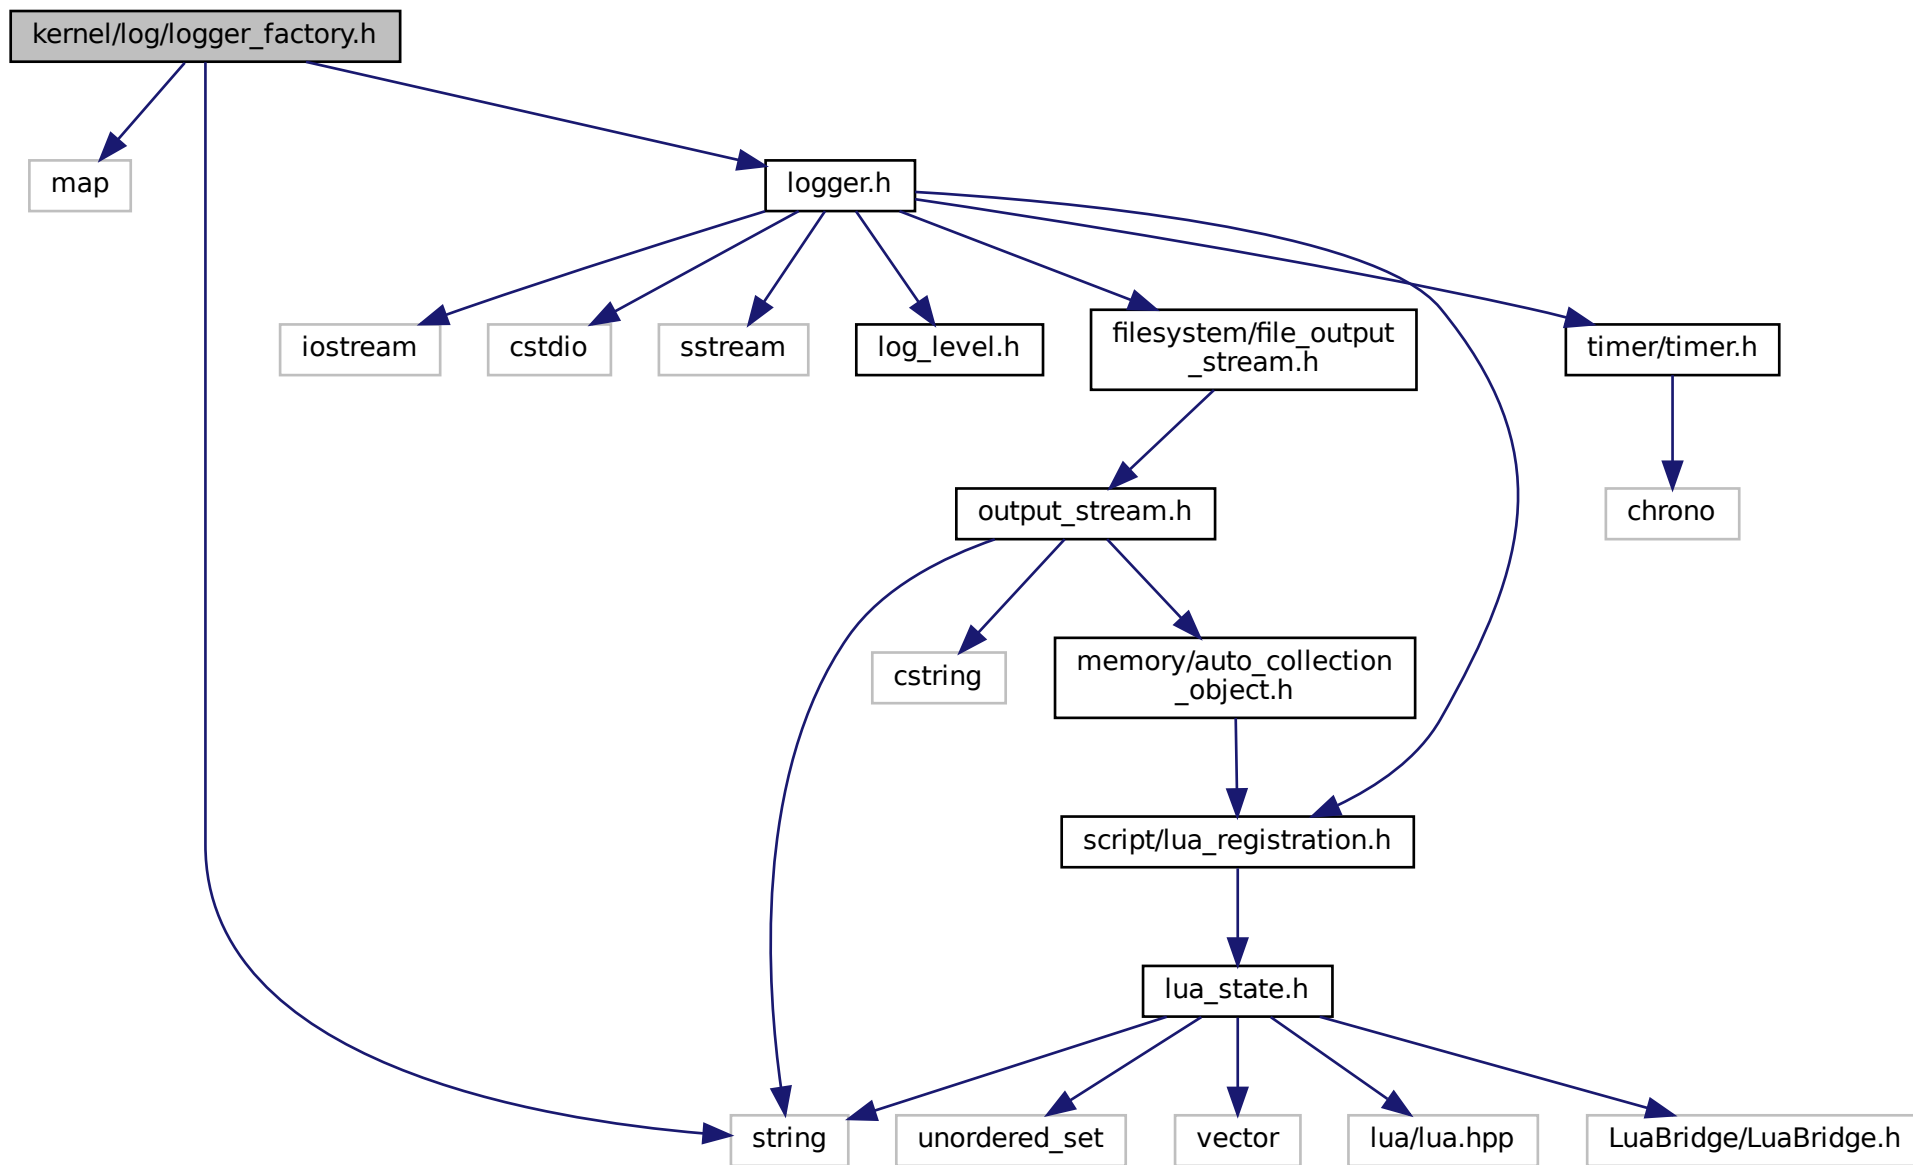 kernel/log/logger_factory.h
map
logger.h
iostream
cstdio
sstream
log_level.h
filesystem/file_output
_stream.h
timer/timer.h
output_stream.h
chrono
cstring
memory/auto_collection
_object.h
script/lua_registration.h
lua_state.h
string
unordered_set
vector
lua/lua.hpp
LuaBridge/LuaBridge.h